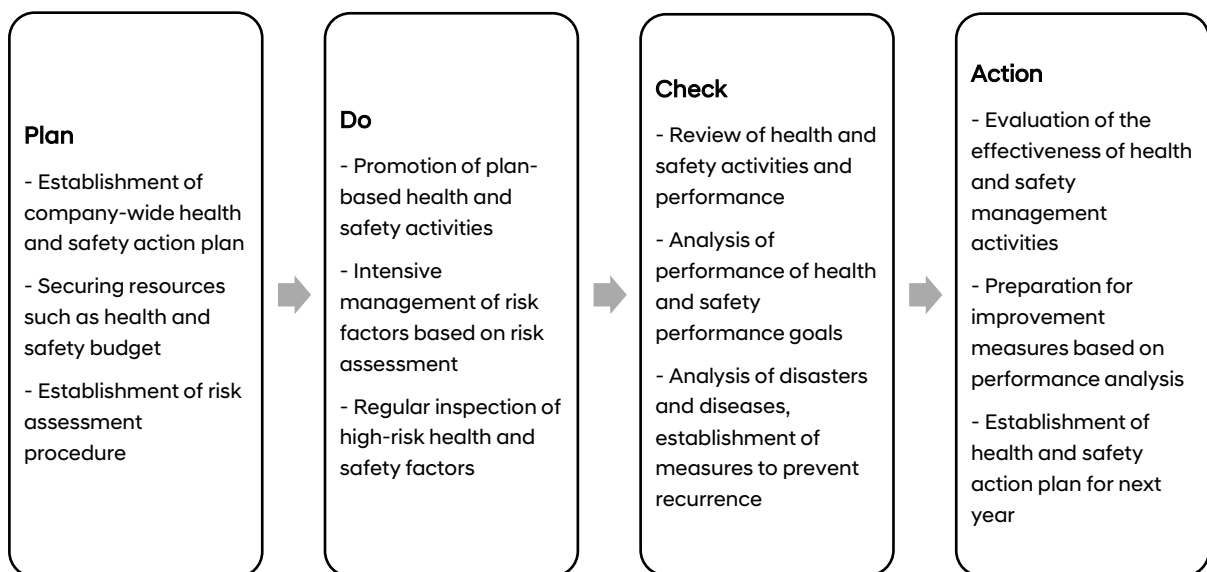 Plan
- Establishment of
company-wide health
and safety action plan
- Securing resources
such as health and
safety budget
- Establishment of risk
assessment
procedure
Do
- Promotion of plan-
based health and
safety activities
- Intensive
management of risk
factors based on risk
assessment
- Regular inspection of
high-risk health and
safety factors
Check
- Review of health and
safety activities and
performance
- Analysis of
performance of health
and safety
performance goals
- Analysis of disasters
and diseases,
establishment of
measures to prevent
recurrence
Action
- Evaluation of the
effectiveness of health
and safety
management
activities
- Preparation for
improvement
measures based on
performance analysis
- Establishment of
health and safety
action plan for next
year